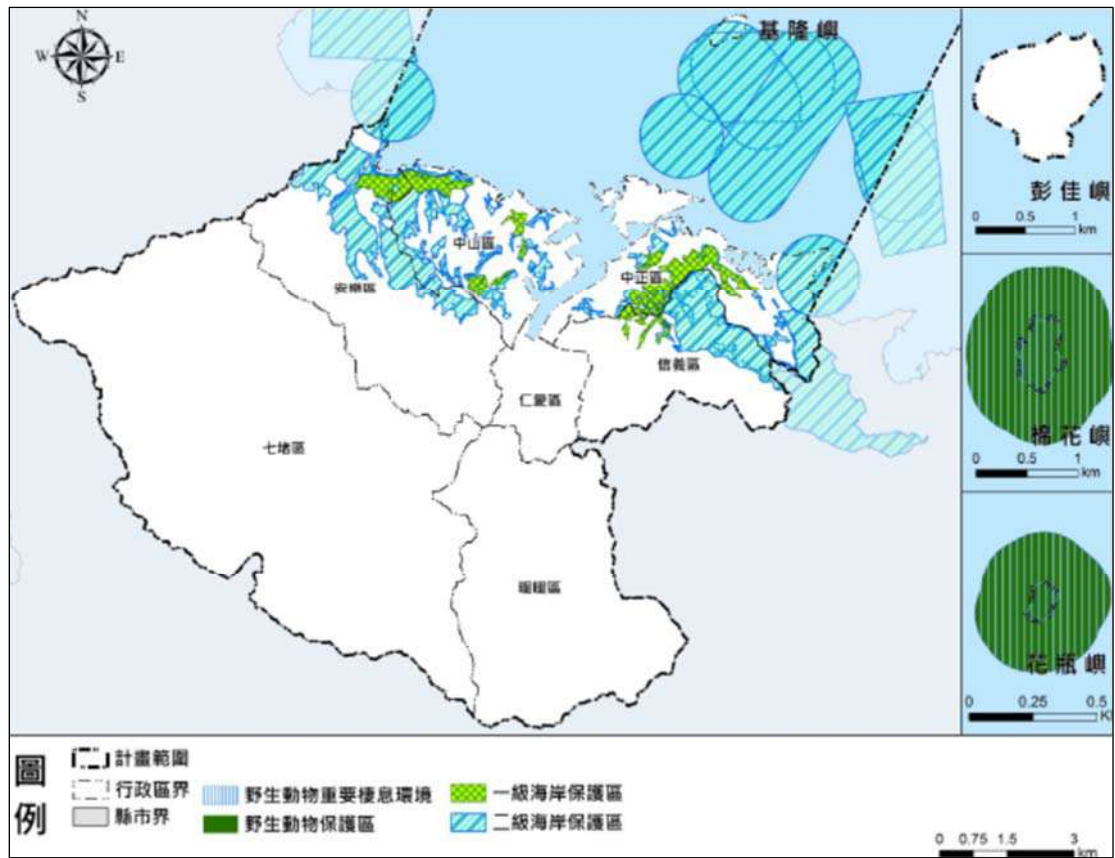 N
W E
S
基隆嶼
彭佳嶼
0 0.5 1
km
中山區
中正區
安樂區
信義區
仁愛區
七堵區
暖暖區
棉花嶼
0 0.5 1
km
花瓶嶼
0 0.25 0.5
K
圖例
計畫範圍
行政區界
縣市界
野生動物重要棲息環境
野生動物保護區
一級海岸保護區
二級海岸保護區
0 0.75 1.5 3
km